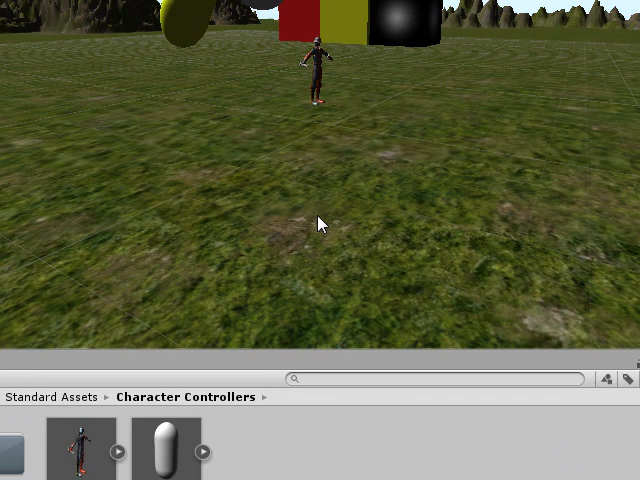 Standard Assets ▸ Character Controllers ▸